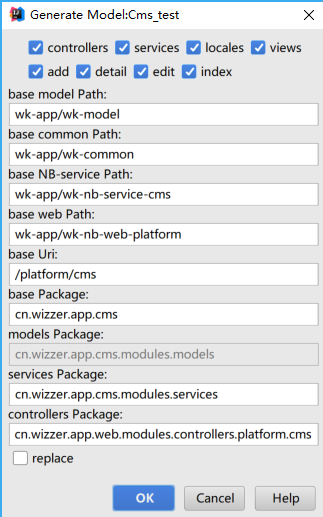 Generate Model:Cms_test
controllers services locales views
add detail edit index
base model Path:
wk-app/wk-model
base common Path:
wk-app/wk-common
base NB-service Path:
wk-app/wk-nb-service-cms
base web Path:
wk-app/wk-nb-web-platform
base Uri:
/platform/cms
base Package:
cn.wizzer.app.cms
models Package:
cn.wizzer.app.cms.modules.models
services Package:
cn.wizzer.app.cms.modules.services
controllers Package:
cn.wizzer.app.web.modules.controllers.platform.cms
replace
OK Cancel Help